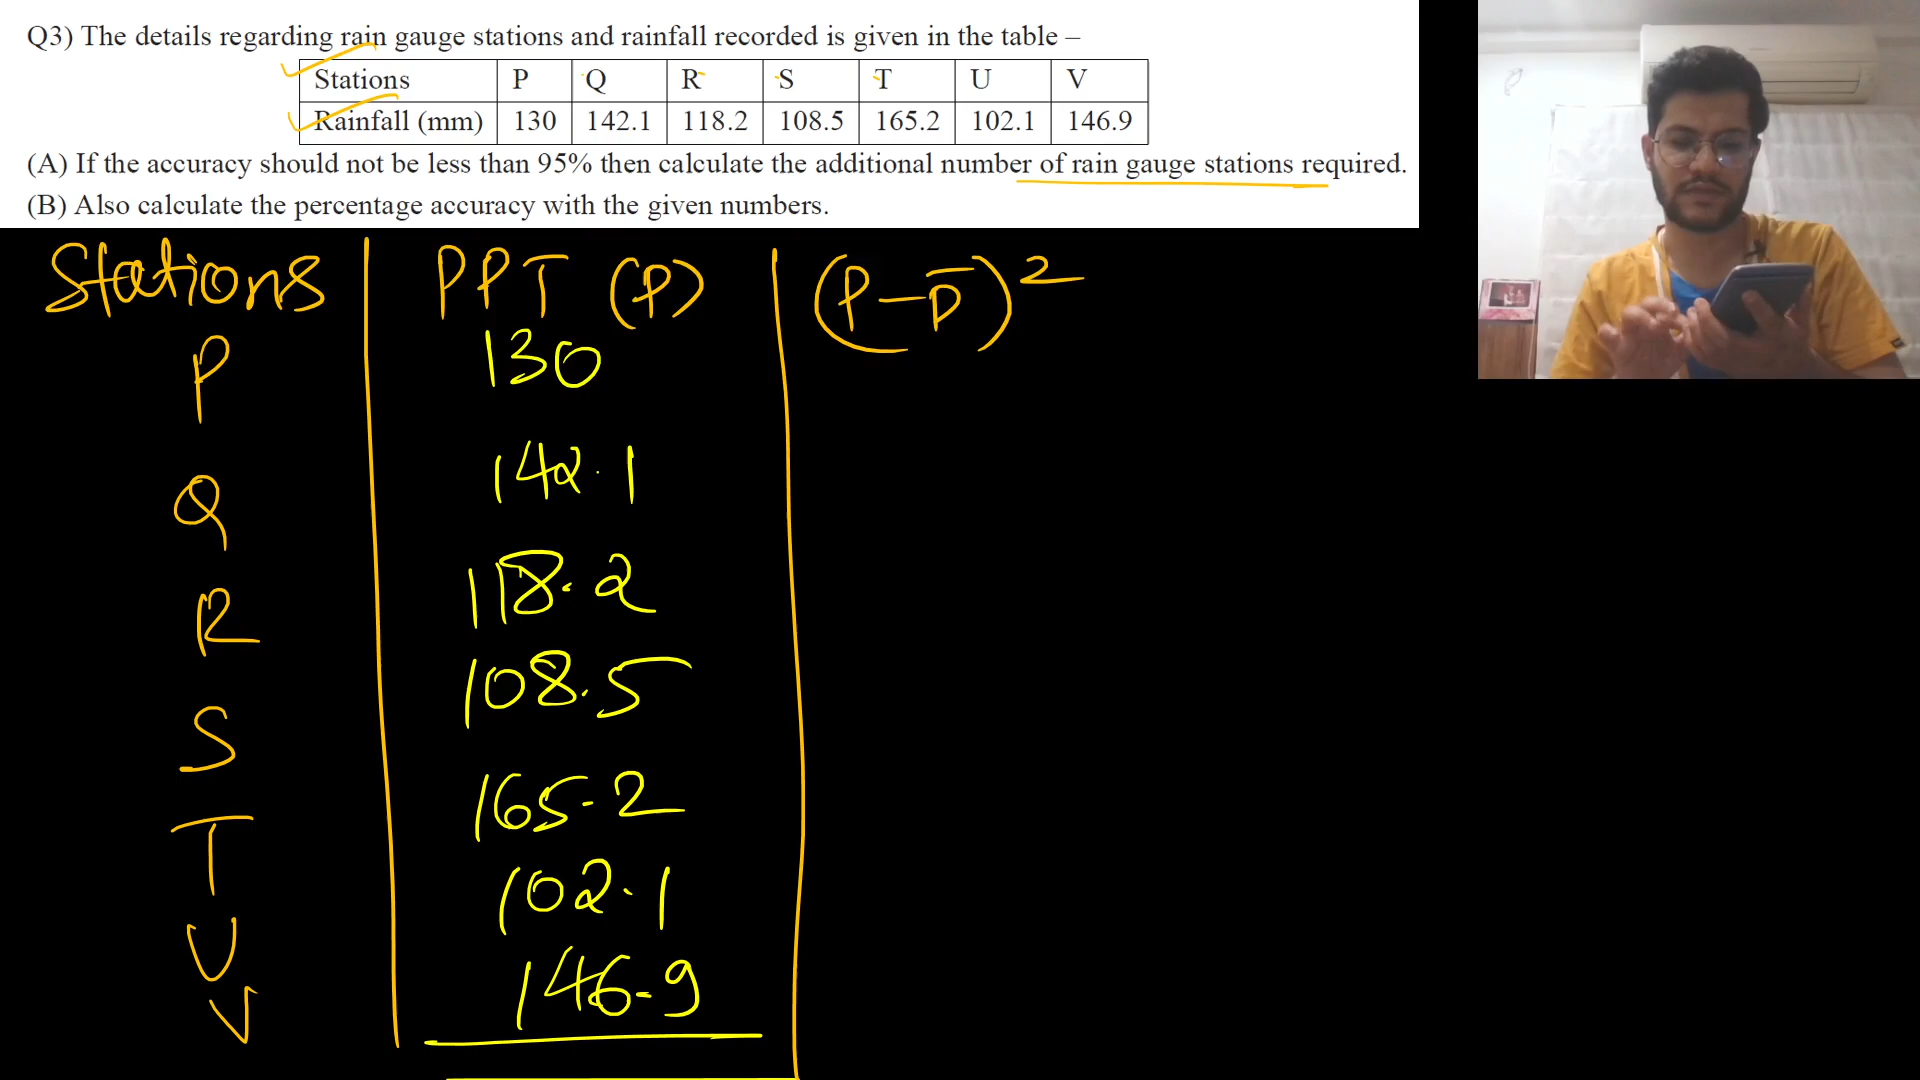 Q3) The details regarding rain gauge stations and rainfall recorded is given in the table –
Stations P Q R S T U V
Rainfall (mm) 130 142.1 118.2 108.5 165.2 102.1 146.9
(A) If the accuracy should not be less than 95% then calculate the additional number of rain gauge stations required.
(B) Also calculate the percentage accuracy with the given numbers.
Stations PPT (P) (P-P̅)²
P 130
Q 142.1
R 118.2
S 108.5
T 165.2
U 102.1
V 146.9